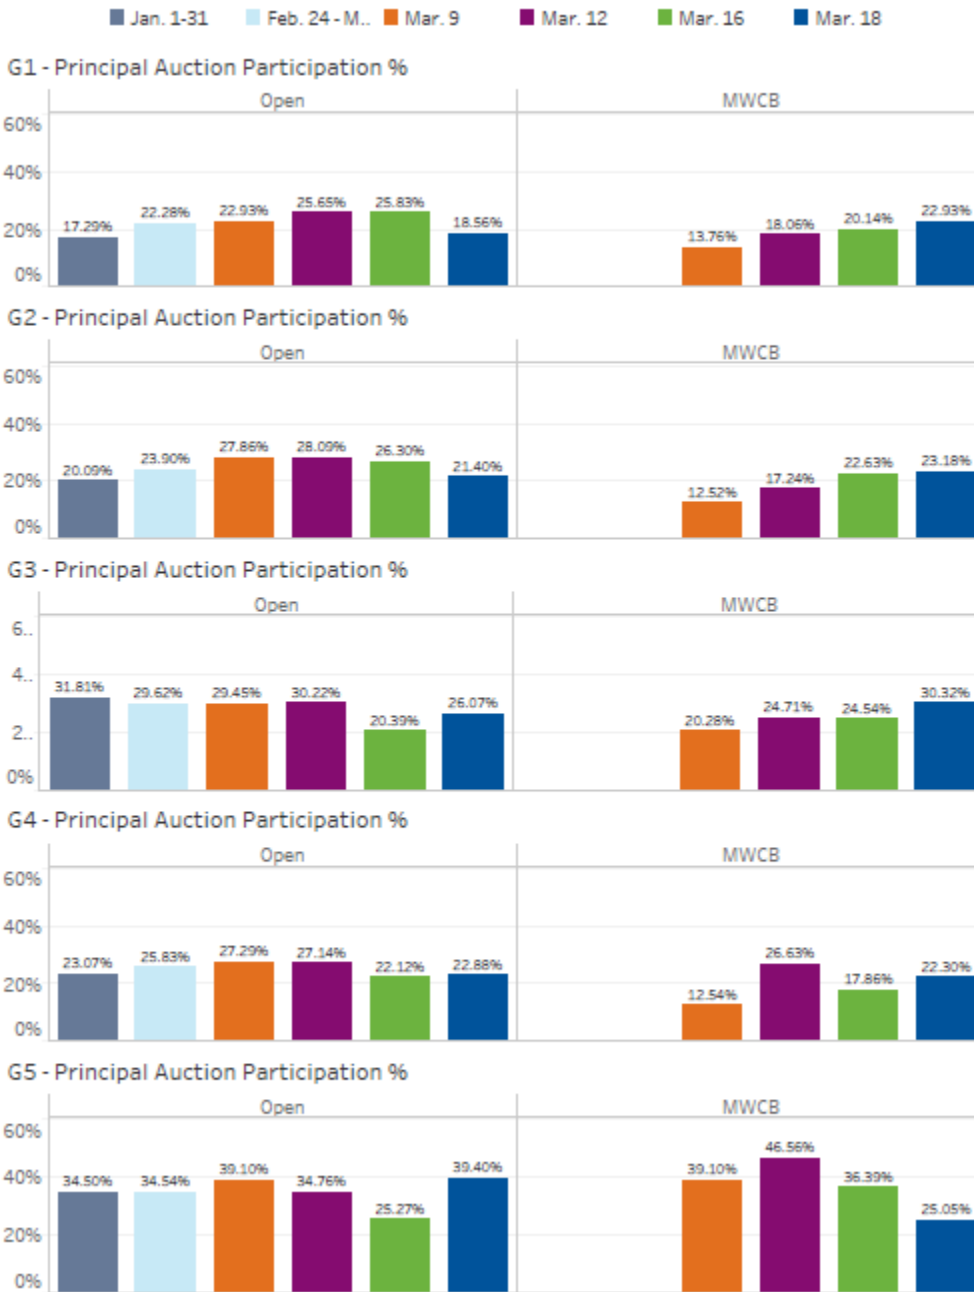 Jan. 1-31 Feb. 24 - M.. Mar. 9 Mar. 12 Mar. 16 Mar. 18
G1 - Principal Auction Participation %
Open MWCB
60%
40%
20%
0%
17.29% 22.28% 22.93% 25.65% 25.83% 18.56% 13.76% 18.06% 20.14% 22.93%
G2 - Principal Auction Participation %
Open MWCB
60%
40%
20%
0%
20.09% 23.90% 27.86% 28.09% 26.30% 21.40% 12.52% 17.24% 22.63% 23.18%
G3 - Principal Auction Participation %
Open MWCB
6..
4..
2..
0%
31.81% 29.62% 29.45% 30.22% 20.39% 26.07% 20.28% 24.71% 24.54% 30.32%
G4 - Principal Auction Participation %
Open MWCB
60%
40%
20%
0%
23.07% 25.83% 27.29% 27.14% 22.12% 22.88% 12.54% 26.63% 17.86% 22.30%
G5 - Principal Auction Participation %
Open MWCB
60%
40%
20%
0%
34.50% 34.54% 39.10% 34.76% 25.27% 39.40% 39.10% 46.56% 36.39% 25.05%